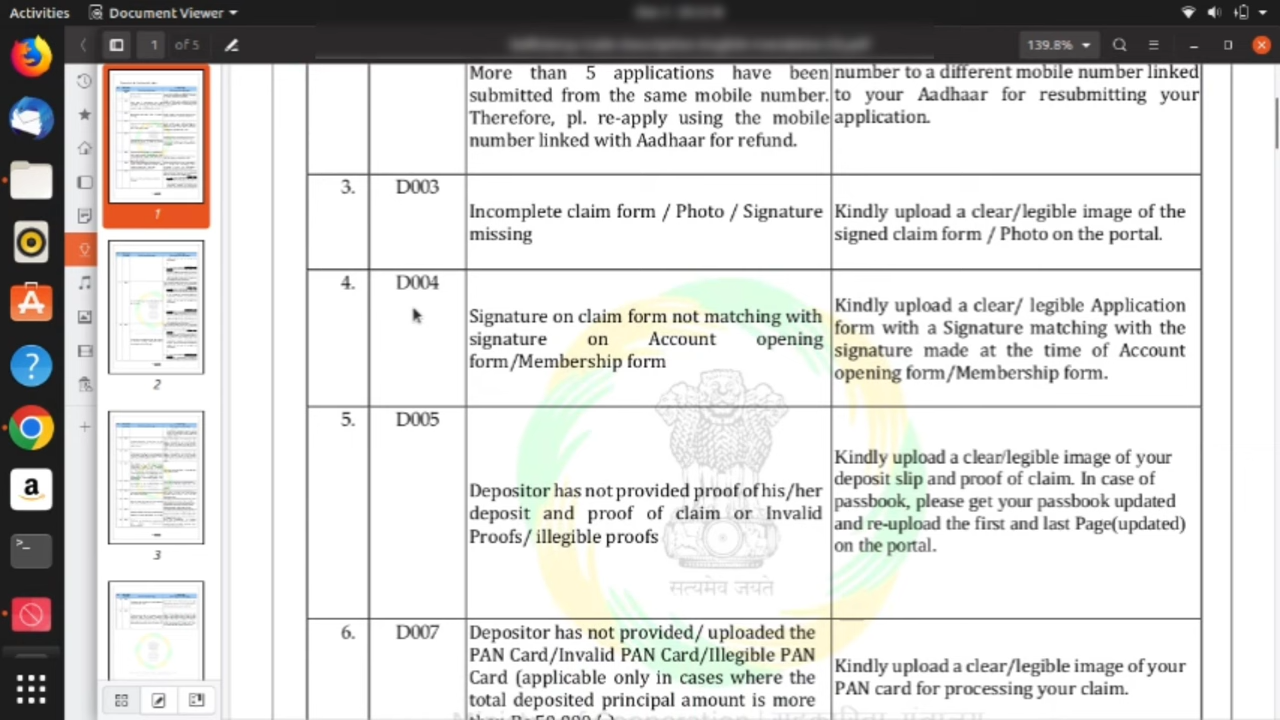 Activities
Document Viewer
1 of 5
139.8%
More than 5 applications have been
submitted from the same mobile number.
Therefore, pl. re-apply using the mobile
number linked with Aadhaar for refund.
number to a different mobile number linked
to your Aadhaar for resubmitting your
application.
3. D003
Incomplete claim form / Photo / Signature
missing
Kindly upload a clear/legible image of the
signed claim form / Photo on the portal.
4. D004
Signature on claim form not matching with
signature on Account opening
form/Membership form
Kindly upload a clear/ legible Application
form with a Signature matching with the
signature made at the time of Account
opening form/Membership form.
5. D005
Depositor has not provided proof of his/her
deposit and proof of claim or Invalid
Proofs/ illegible proofs
Kindly upload a clear/legible image of your
deposit slip and proof of claim. In case of
passbook, please get your passbook updated
and re-upload the first and last Page(updated)
on the portal.
सत्यमेव जयते
6. D007
Depositor has not provided/ uploaded the
PAN Card/Invalid PAN Card/Illegible PAN
Card (applicable only in cases where the
total deposited principal amount is more
Kindly upload a clear/legible image of your
PAN card for processing your claim.
1
2
3
a